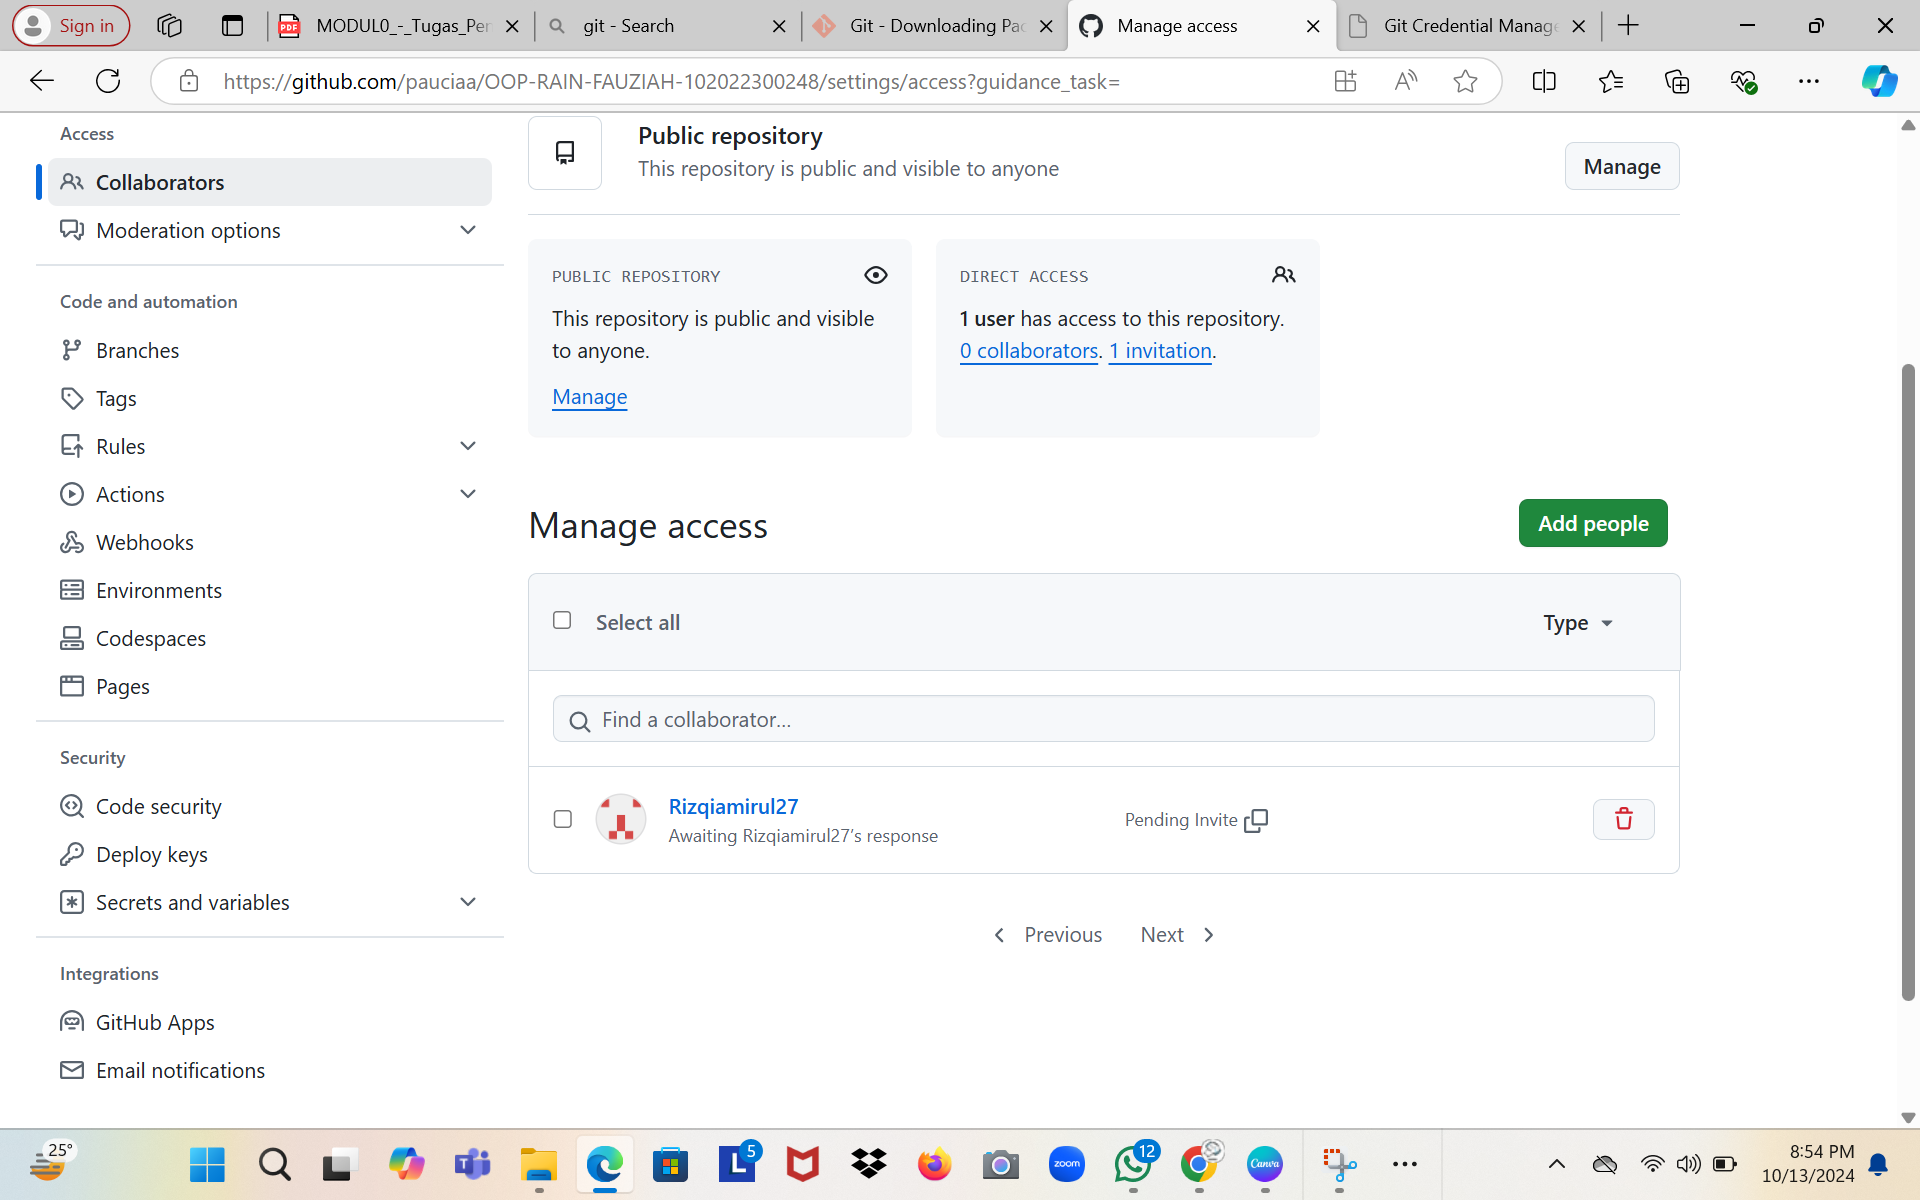 Sign in
MODUL0_-_Tugas_Per
git - Search
Git - Downloading Pac
Manage access
Git Credential Manage
https://github.com/pauciaa/OOP-RAIN-FAUZIAH-102022300248/settings/access?guidance_task=
Access
Collaborators
Moderation options
Code and automation
Branches
Tags
Rules
Actions
Webhooks
Environments
Codespaces
Pages
Security
Code security
Deploy keys
Secrets and variables
Integrations
GitHub Apps
Email notifications
Public repository
This repository is public and visible to anyone
Manage
PUBLIC REPOSITORY
This repository is public and visible
to anyone.
Manage
DIRECT ACCESS
1 user has access to this repository.
0 collaborators. 1 invitation.
Manage access
Add people
Select all
Type
Find a collaborator...
Rizqiamirul27
Awaiting Rizqiamirul27's response
Pending Invite
Previous
Next
25°
5
zoom
12
Canva
8:54 PM
10/13/2024